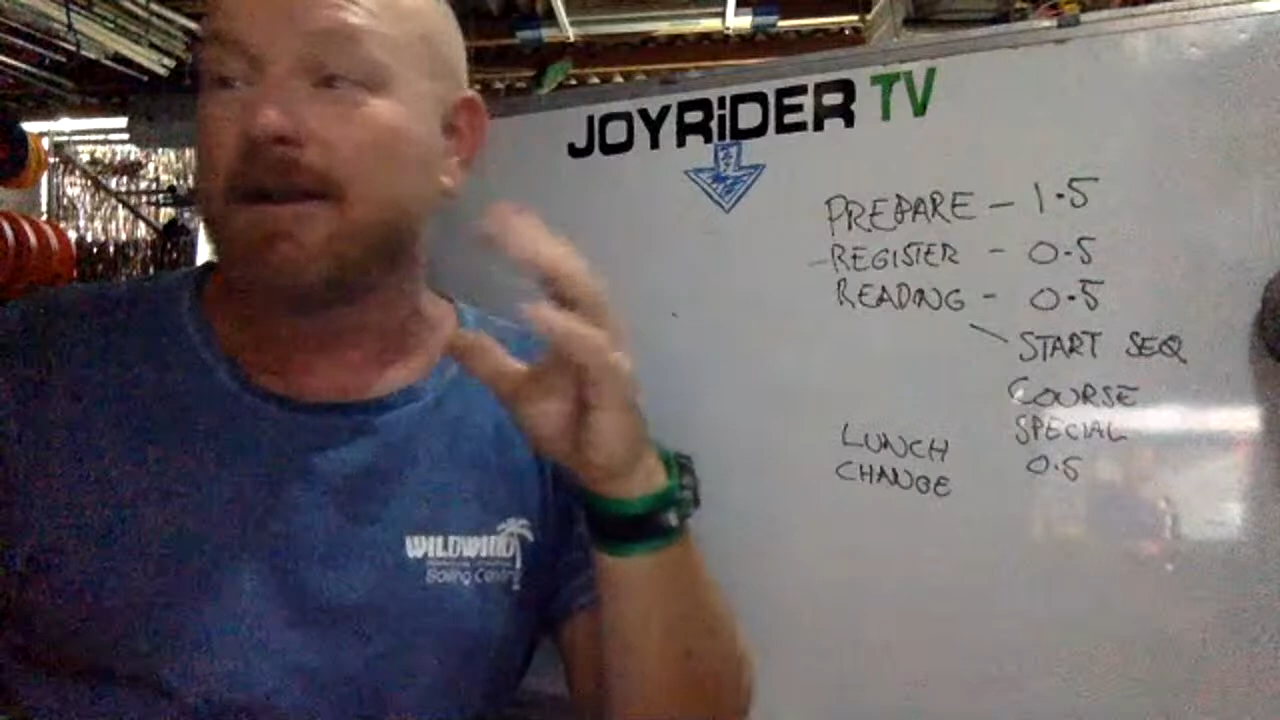 JOYRiDER TV
PREPARE - 1.5
REGISTER - 0.5
READING - 0.5
START SEQ
COURSE
SPECIAL
LUNCH
CHANGE 0.5
WILDWIND
Sailing